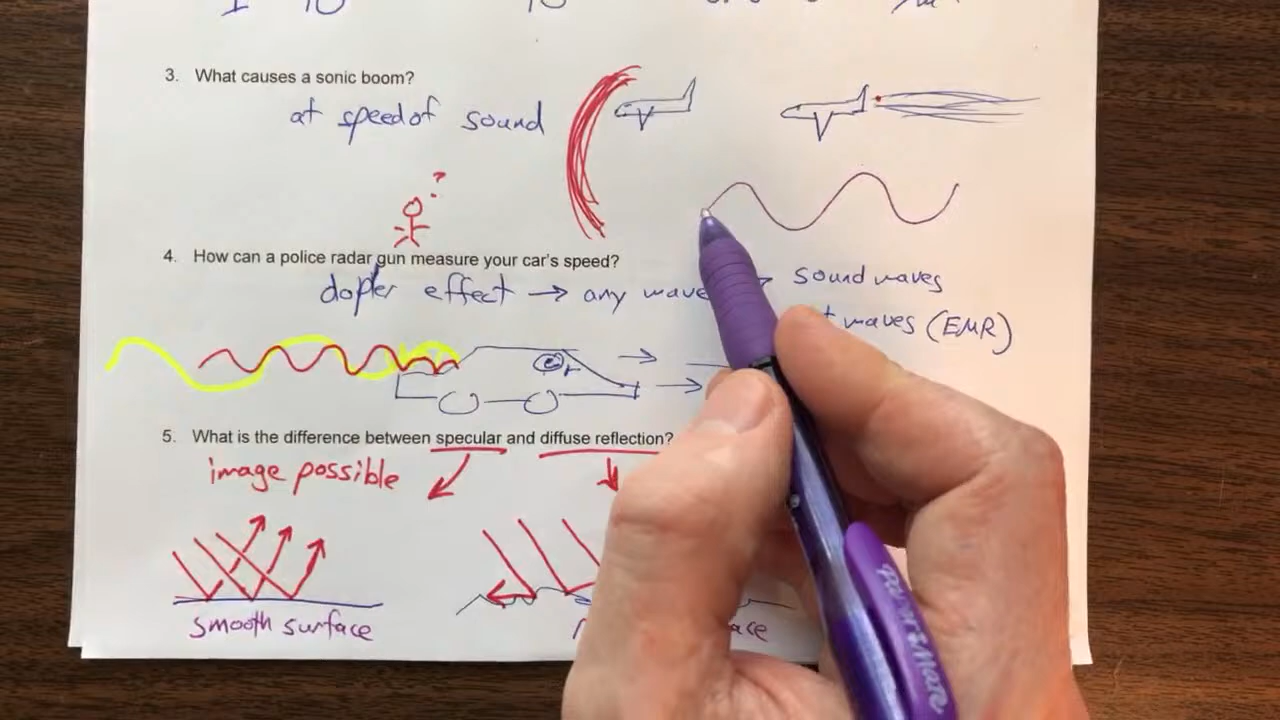 3. What causes a sonic boom?
at speed of sound
?
4. How can a police radar gun measure your car's speed?
dopler effect → any wave → sound waves
waves (EMR)
5. What is the difference between specular and diffuse reflection?
image possible
smooth surface